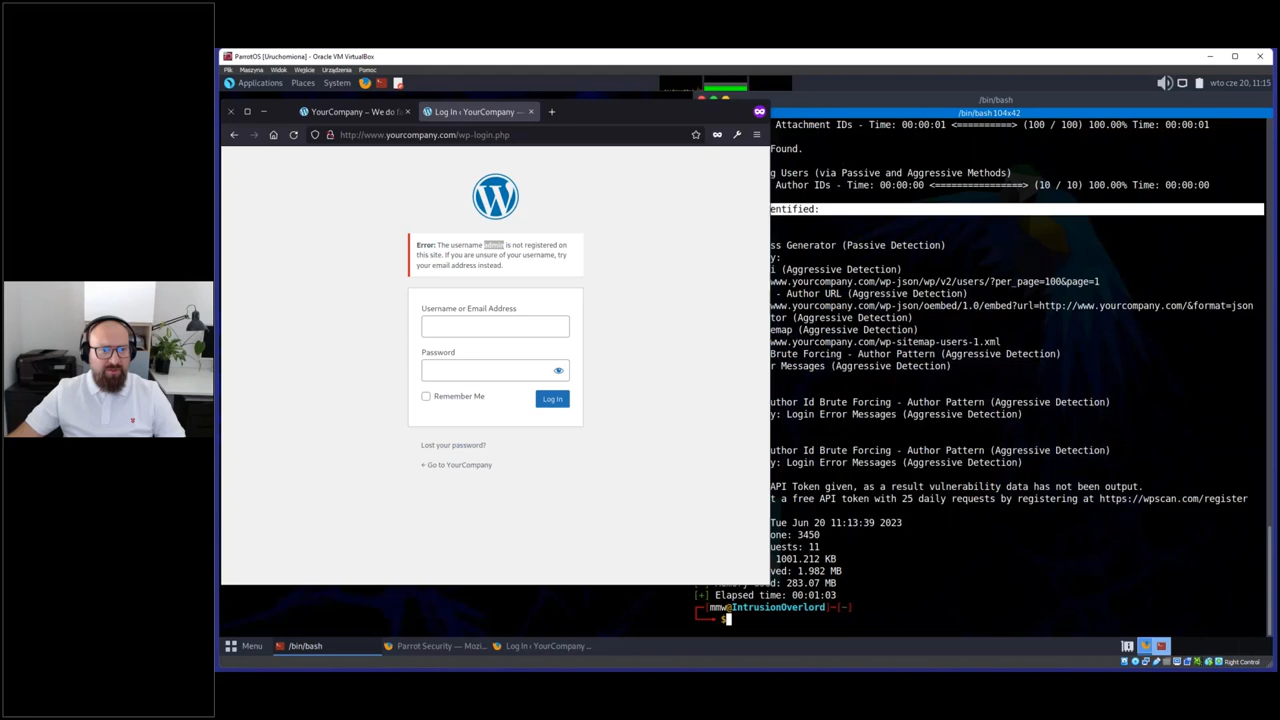 ParrotOS [Uruchomiona] - Oracle VM VirtualBox
Plik Maszyna Widok Wejście Urządzenia Pomoc
Applications Places System
wto cze 20, 11:15
/bin/bash
/bin/bash 104x42
YourCompany – We do fa
Log In ‹ YourCompany —
http://www.yourcompany.com/wp-login.php
Error: The username admin is not registered on
this site. If you are unsure of your username, try
your email address instead.
Username or Email Address
Password
Remember Me
Log In
Lost your password?
← Go to YourCompany
Attachment IDs - Time: 00:00:01 <==========> (100 / 100) 100.00% Time: 00:00:01
Found.
g Users (via Passive and Aggressive Methods)
Author IDs - Time: 00:00:00 <================> (10 / 10) 100.00% Time: 00:00:00
entified:
ss Generator (Passive Detection)
y:
i (Aggressive Detection)
www.yourcompany.com/wp-json/wp/v2/users/?per_page=100&page=1
- Author URL (Aggressive Detection)
www.yourcompany.com/wp-json/oembed/1.0/embed?url=http://www.yourcompany.com/&format=json
tor (Aggressive Detection)
emap (Aggressive Detection)
www.yourcompany.com/wp-sitemap-users-1.xml
Brute Forcing - Author Pattern (Aggressive Detection)
r Messages (Aggressive Detection)
uthor Id Brute Forcing - Author Pattern (Aggressive Detection)
y: Login Error Messages (Aggressive Detection)
uthor Id Brute Forcing - Author Pattern (Aggressive Detection)
y: Login Error Messages (Aggressive Detection)
API Token given, as a result vulnerability data has not been output.
t a free API token with 25 daily requests by registering at https://wpscan.com/register
Tue Jun 20 11:13:39 2023
one: 3450
uests: 11
1001.212 KB
ved: 1.982 MB
used: 283.07 MB
[+] Elapsed time: 00:01:03
[mmw@IntrusionOverlord]─[~]
$
Menu
/bin/bash
Parrot Security — Mozi...
Log In ‹ YourCompany ...
Right Control